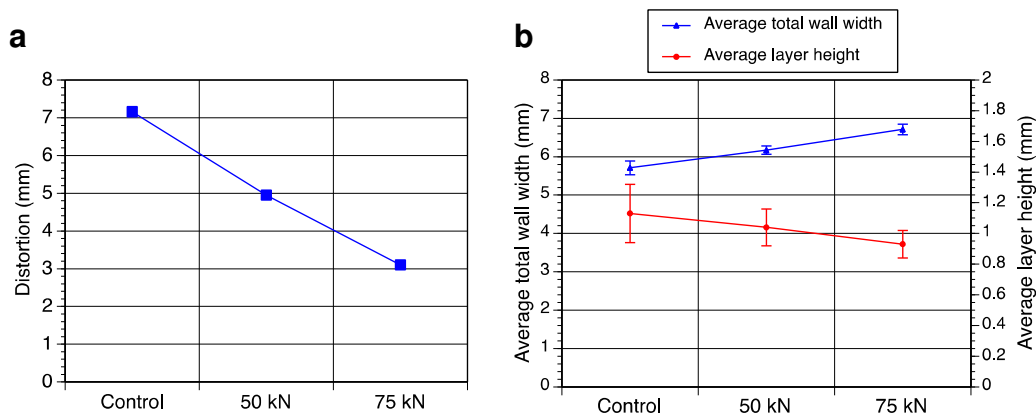 a
Distortion (mm)
8
7
6
5
4
3
2
1
0
Control
50 kN
75 kN
b
Average total wall width
Average layer height
Average total wall width (mm)
8
7
6
5
4
3
2
1
0
Control
50 kN
75 kN
2
1.8
1.6
1.4
1.2
1
0.8
0.6
0.4
0.2
0
Average layer height (mm)